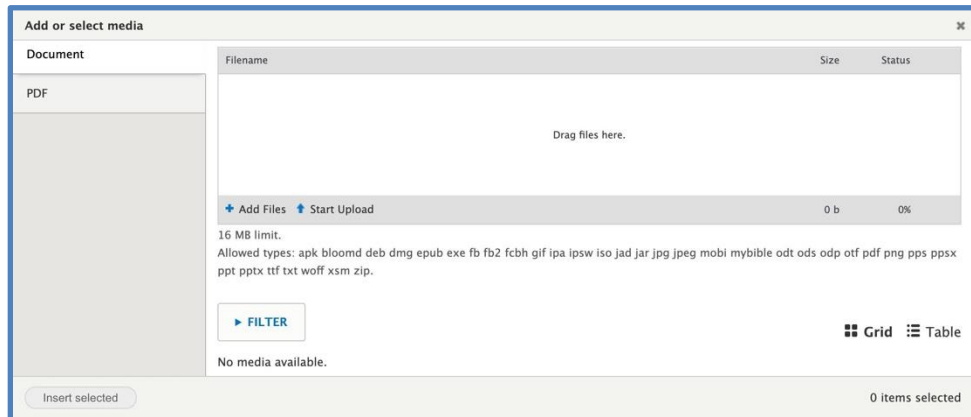 Add or select media
Document
PDF
Filename Size Status
Drag files here.
Add Files Start Upload 0 b 0%
16 MB limit.
Allowed types: apk bloomd deb dmg epub exe fb fb2 fcbh gif ipa ipsw iso jad jar jpg jpeg mobi mybible odt ods odp otf pdf png pps ppsx
ppt pptx ttf txt woff xsm zip.
FILTER
Grid Table
No media available.
Insert selected 0 items selected